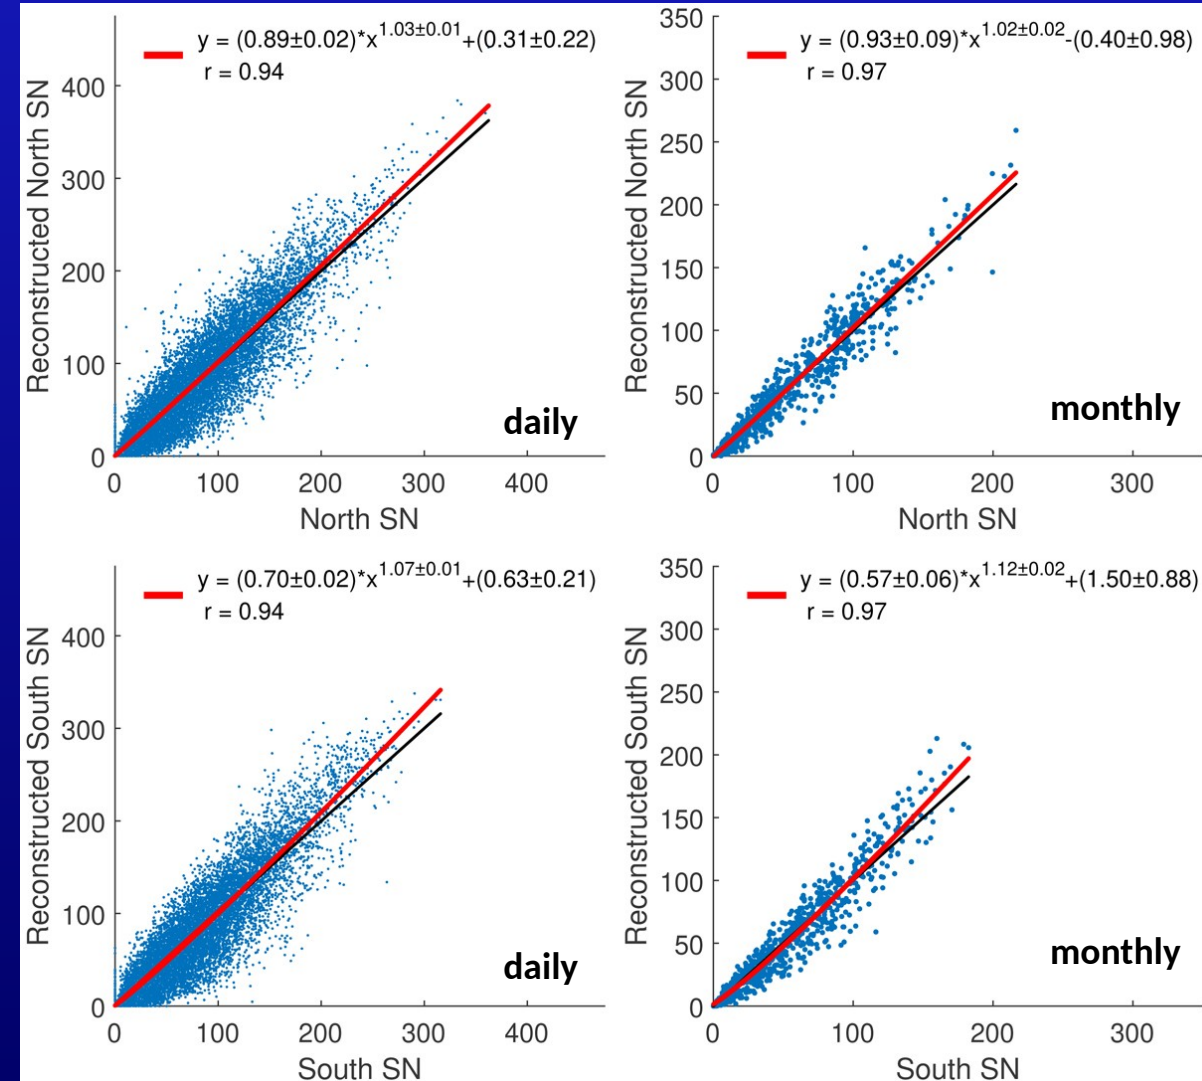 y = (0.89±0.02)*x^1.03±0.01+(0.31±0.22)
r = 0.94
400
300
200
100
0
Reconstructed North SN
daily
0 100 200 300 400
North SN
y = (0.93±0.09)*x^1.02±0.02-(0.40±0.98)
r = 0.97
350
300
250
200
150
100
50
0
Reconstructed North SN
monthly
0 100 200 300
North SN
y = (0.70±0.02)*x^1.07±0.01+(0.63±0.21)
r = 0.94
400
300
200
100
0
Reconstructed South SN
daily
0 100 200 300 400
South SN
y = (0.57±0.06)*x^1.12±0.02+(1.50±0.88)
r = 0.97
350
300
250
200
150
100
50
0
Reconstructed South SN
monthly
0 100 200 300
South SN